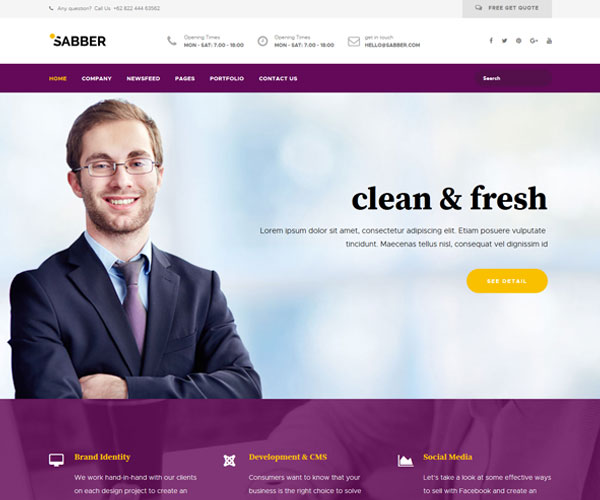 Any question? Call Us +62 822 444 63562
FREE GET QUOTE
SABBER
Opening Times
MON - SAT: 7.00 - 18:00
Opening Times
MON - SAT: 7.00 - 18:00
get in touch
HELLO@SABBER.COM
HOME COMPANY NEWSFEED PAGES PORTFOLIO CONTACT US
Search
clean & fresh
Lorem ipsum dolor sit amet, consectetur adipiscing elit. Etiam posuere vulputate
tincidunt. Maecenas tellus nisl, consequat vel dignissim id
SEE DETAIL
Brand Identity
We work hand-in-hand with our clients
on each design project to create an
Development & CMS
Consumers want to know that your
business is the right choice to solve
Social Media
Let's take a look at some effective ways
to sell with Facebook and create an